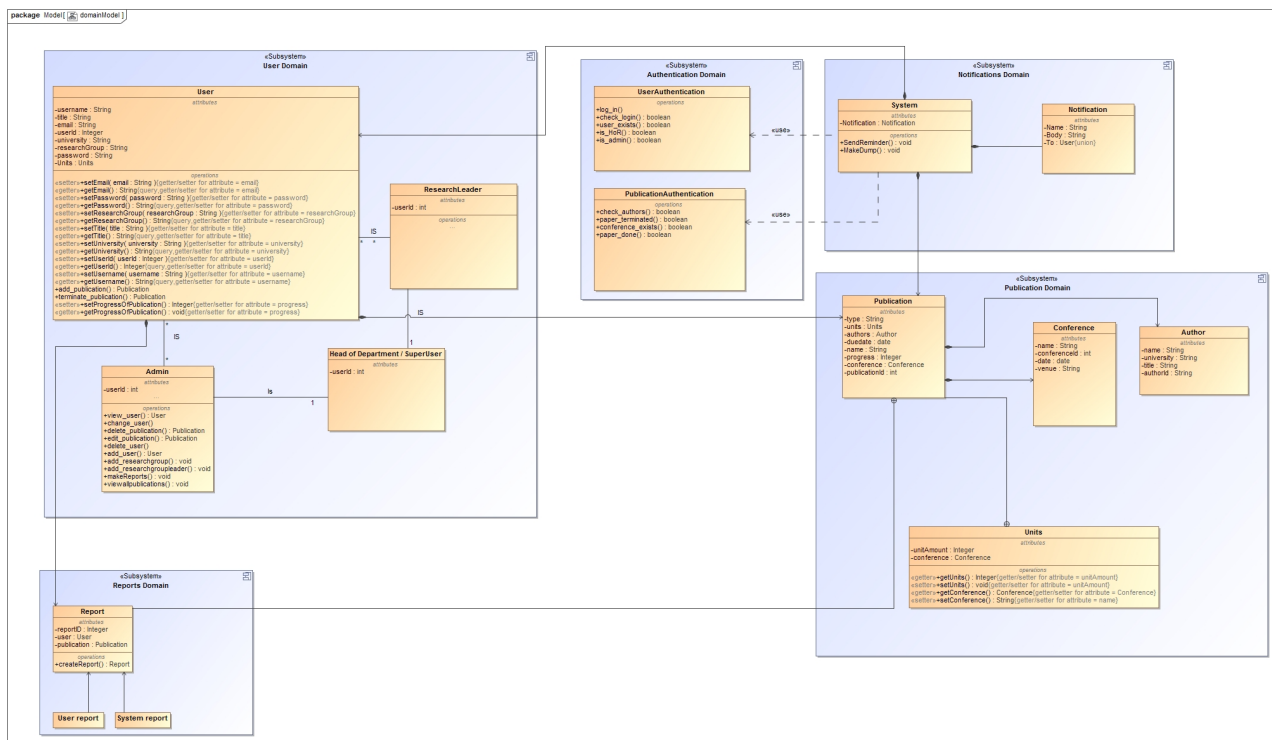 package Model[ domainModel ]
«Subsystem»
User Domain
User
attributes
-username : String
-title : String
-email : String
-userId : Integer
-university : String
-researchGroup : String
-password : String
-Units : Units
operations
«setter»+setEmail( email : String ){getter/setter for attribute = email}
«getter»+getEmail() : String{query,getter/setter for attribute = email}
«setter»+setPassword( password : String ){getter/setter for attribute = password}
«getter»+getPassword() : String{query,getter/setter for attribute = password}
«setter»+setResearchGroup( researchGroup : String ){getter/setter for attribute = researchGroup}
«getter»+getResearchGroup() : String{query,getter/setter for attribute = researchGroup}
«setter»+setTitle( title : String ){getter/setter for attribute = title}
«getter»+getTitle() : String{query,getter/setter for attribute = title}
«setter»+setUniversity( university : String ){getter/setter for attribute = university}
«getter»+getUniversity() : String{query,getter/setter for attribute = university}
«setter»+setUserId( userId : Integer ){getter/setter for attribute = userId}
«getter»+getUserId() : Integer{query,getter/setter for attribute = userId}
«setter»+setUsername( username : String ){getter/setter for attribute = username}
«getter»+getUsername() : String{query,getter/setter for attribute = username}
+add_publication() : Publication
+terminate_publication() : Publication
«setter»+setProgressOfPublication() : Integer{getter/setter for attribute = progress}
«getter»+getProgressOfPublication() : void{getter/setter for attribute = progress}
ResearchLeader
attributes
-userId : int
operations
...
IS
* *
*
IS
*
1
Head of Department / SuperUser
attributes
-userId : int
Admin
attributes
-userId : int
...
operations
+view_user() : User
+change_user()
+delete_publication() : Publication
+edit_publication() : Publication
+delete_user()
+add_user() : User
+add_researchgroup() : void
+add_researchgroupleader() : void
+makeReports() : void
+viewallpublications() : void
Is
1
IS
«Subsystem»
Authentication Domain
UserAuthentication
operations
+log_in()
+check_login() : boolean
+user_exists() : boolean
+is_HoR() : boolean
+is_admin() : boolean
PublicationAuthentication
operations
+check_authors() : boolean
+paper_terminated() : boolean
+conference_exists() : boolean
+paper_done() : boolean
«use»
«use»
«Subsystem»
Notifications Domain
System
attributes
-Notification : Notification
operations
+SendReminder() : void
+MakeDump() : void
Notification
attributes
-Name : String
-Body : String
-To : User{union}
«Subsystem»
Publication Domain
Publication
attributes
-type : String
-units : Units
-authors : Author
-duedate : date
-name : String
-progress : Integer
-conference : Conference
-publicationId : int
Conference
attributes
-name : String
-conferenceId : int
-date : date
-venue : String
Author
attributes
-name : String
-university : String
-title : String
-authorId : String
Units
attributes
-unitAmount : Integer
-conference : Conference
operations
«getter»+getUnits() : Integer{getter/setter for attribute = unitAmount}
«setter»+setUnits() : void{getter/setter for attribute = unitAmount}
«getter»+getConference() : Conference{getter/setter for attribute = Conference}
«setter»+setConference() : String{getter/setter for attribute = name}
«Subsystem»
Reports Domain
Report
attributes
-reportID : Integer
-user : User
-publication : Publication
operations
+createReport() : Report
User report
System report